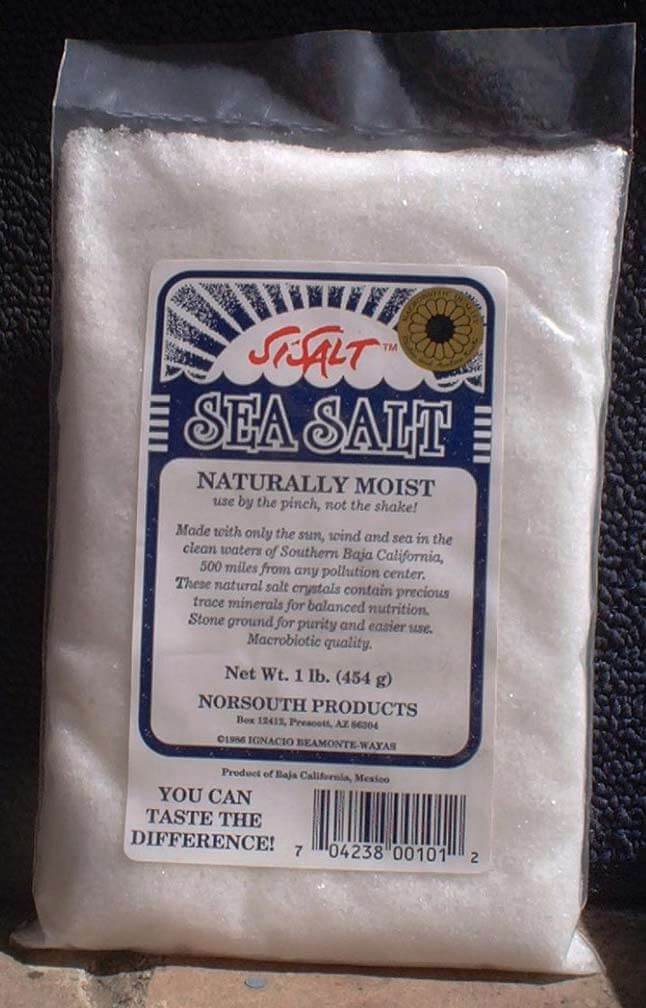 SISALT™
SEA SALT
NATURALLY MOIST
use by the pinch, not the shake!
Made with only the sun, wind and sea in the
clean waters of Southern Baja California,
500 miles from any pollution center.
These natural salt crystals contain precious
trace minerals for balanced nutrition.
Stone ground for purity and easier use.
Macrobiotic quality.
Net Wt. 1 lb. (454 g)
NORSOUTH PRODUCTS
Box 12412, Prescott, AZ 86304
©1986 IGNACIO BEAMONTE-WAYAS
Product of Baja California, Mexico
YOU CAN
TASTE THE
DIFFERENCE!
7 04238 00101 2